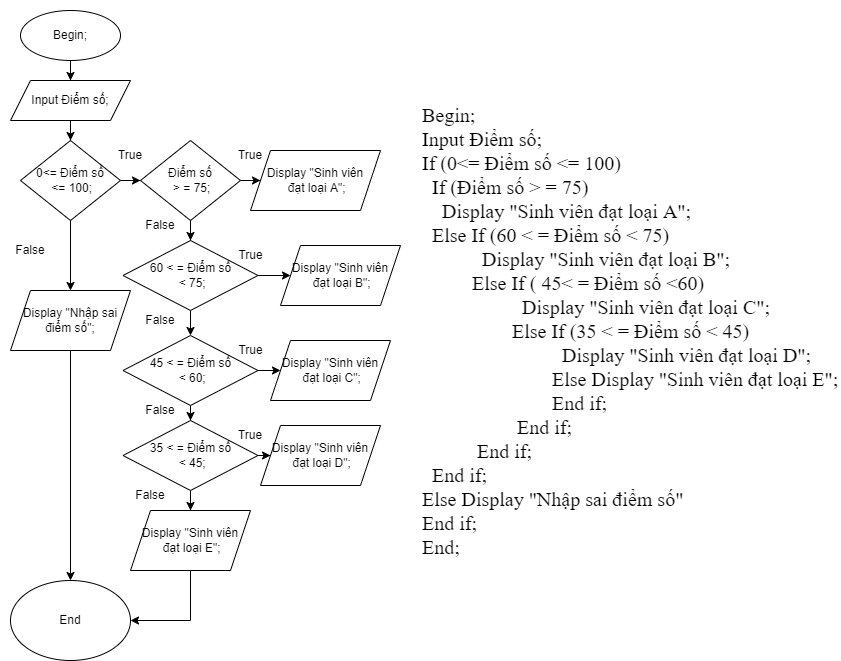 Begin;
Input Điểm số;
0<= Điểm số
<= 100;
True
False
Điểm số
> = 75;
True
Display "Sinh viên
đạt loại A";
False
60 < = Điểm số
< 75;
True
Display "Sinh viên
đạt loại B";
False
Display "Nhập sai
điểm số";
45 < = Điểm số
< 60;
True
Display "Sinh viên
đạt loại C";
False
35 < = Điểm số
< 45;
True
Display "Sinh viên
đạt loại D";
False
Display "Sinh viên
đạt loại E";
End
Begin;
Input Điểm số;
If (0<= Điểm số <= 100)
If (Điểm số > = 75)
Display "Sinh viên đạt loại A";
Else If (60 < = Điểm số < 75)
Display "Sinh viên đạt loại B";
Else If ( 45< = Điểm số <60)
Display "Sinh viên đạt loại C";
Else If (35 < = Điểm số < 45)
Display "Sinh viên đạt loại D";
Else Display "Sinh viên đạt loại E";
End if;
End if;
End if;
End if;
Else Display "Nhập sai điểm số"
End if;
End;